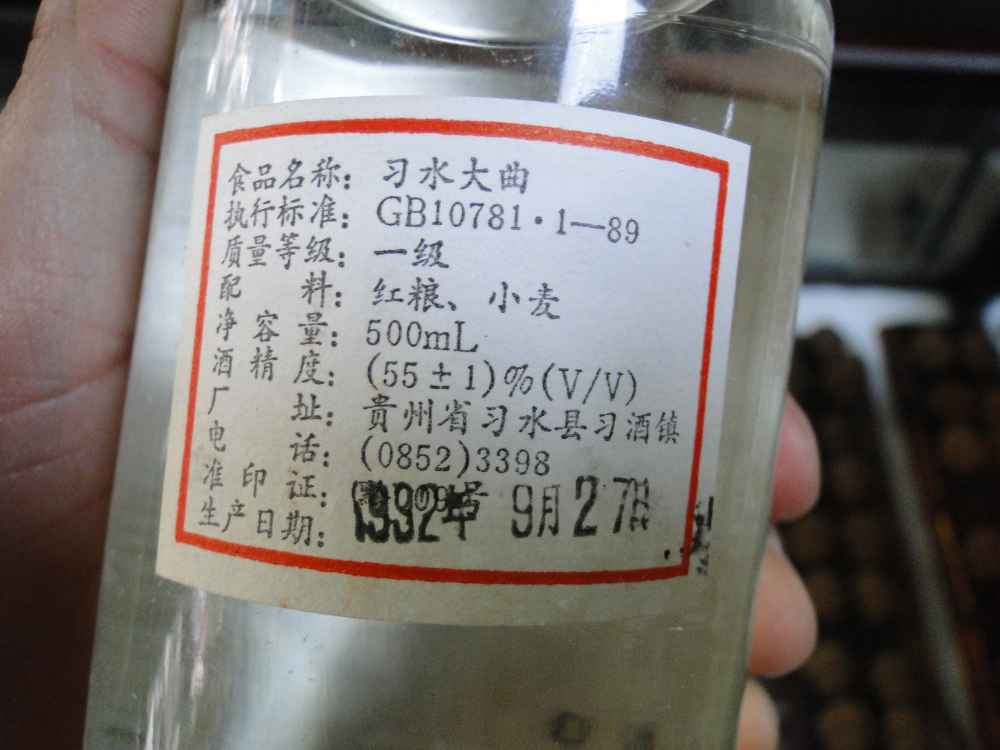 食品名称：习水大曲
执行标准：GB10781·1—89
质量等级：一级
配料：红粮、小麦
净容量：500mL
酒精度：(55±1)%(V/V)
厂址：贵州省习水县习酒镇
电话：(0852)3398
准印证：
生产日期：1992年9月27日